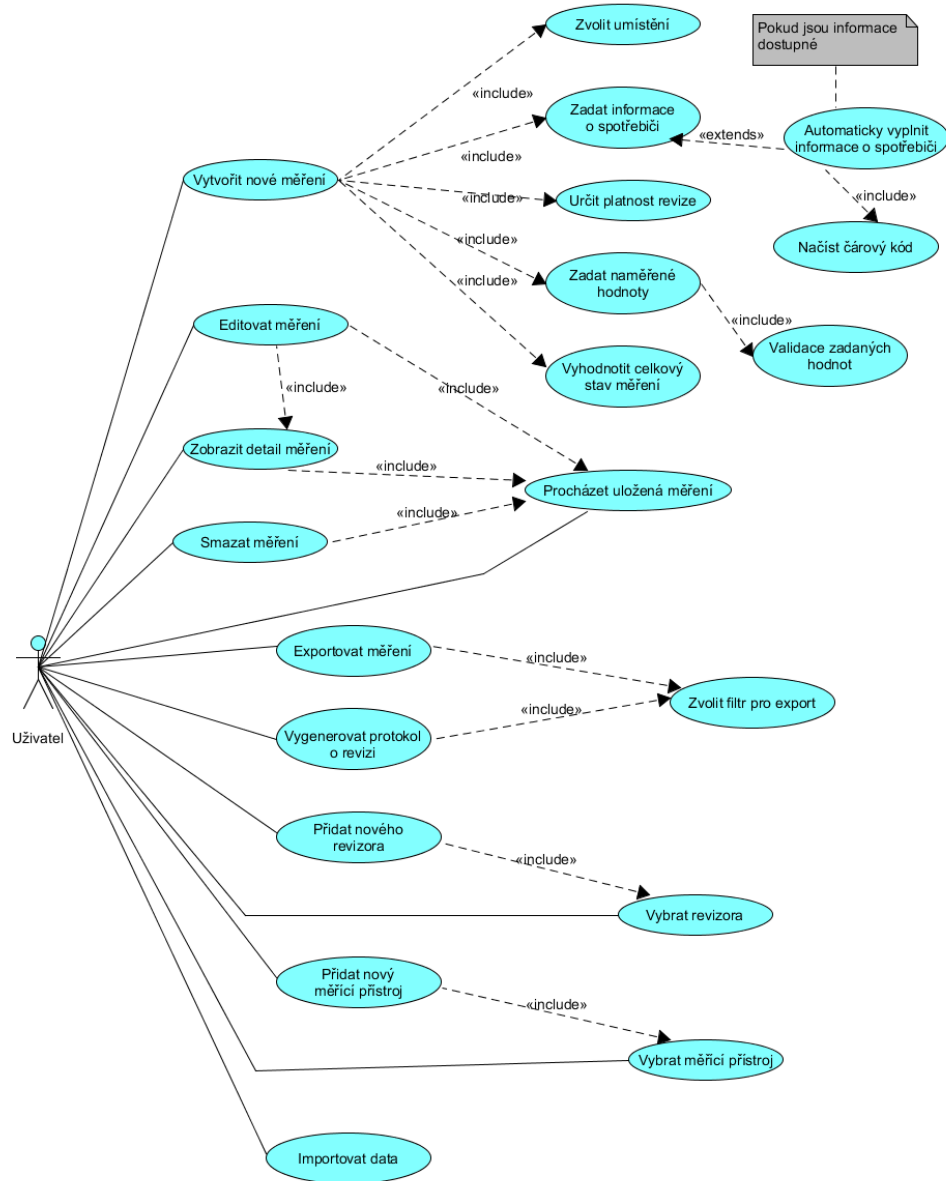 Zvolit umístění
Pokud jsou informace
dostupné
«include»
Zadat informace
o spotřebiči
«extends»
Automaticky vyplnit
informace o spotřebiči
«include»
Vytvořit nové měření
«include»
Určit platnost revize
«include»
Načíst čárový kód
«include»
Zadat naměřené
hodnoty
«include»
«include»
Validace zadaných
hodnot
Editovat měření
Vyhodnotit celkový
stav měření
«include»
«include»
Zobrazit detail měření
«include»
Procházet uložená měření
Smazat měření
«include»
Exportovat měření
«include»
Zvolit filtr pro export
Uživatel
Vygenerovat protokol
o revizi
«include»
Přidat nového
revizora
«include»
Vybrat revizora
Přidat nový
měřící přístroj
«include»
Vybrat měřící přístroj
Importovat data